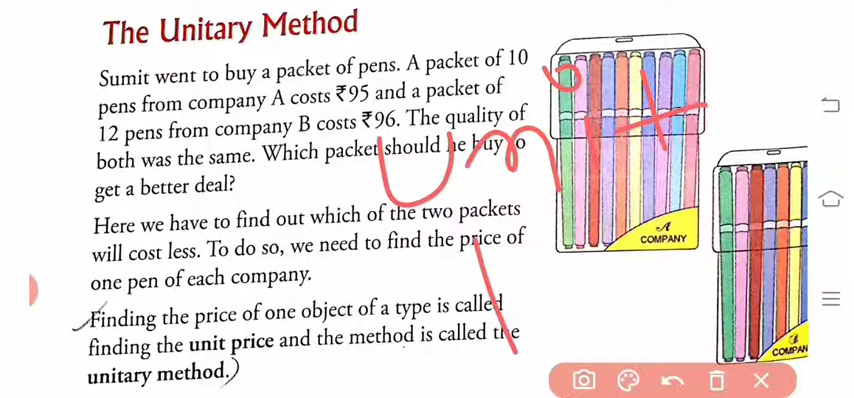 The Unitary Method
Sumit went to buy a packet of pens. A packet of 10
pens from company A costs ₹95 and a packet of
12 pens from company B costs ₹96. The quality of
both was the same. Which packet should he buy to
get a better deal?
Here we have to find out which of the two packets
will cost less. To do so, we need to find the price of
one pen of each company.
Finding the price of one object of a type is called
finding the unit price and the method is called the
unitary method.)
Unit
1
A
COMPANY
B
COMPAN